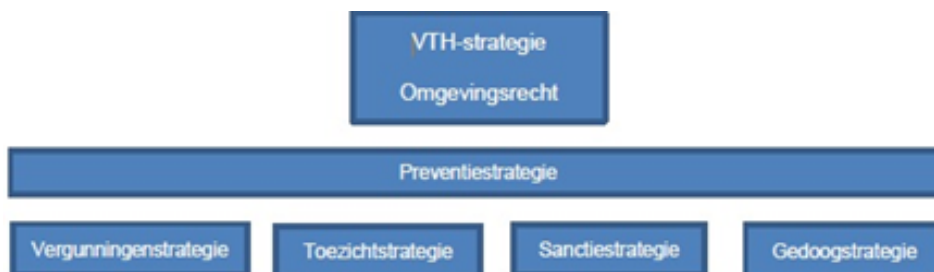 VTH-strategie
Omgevingsrecht
Preventiestrategie
Vergunningenstrategie
Toezichtstrategie
Sanctiestrategie
Gedoogstrategie